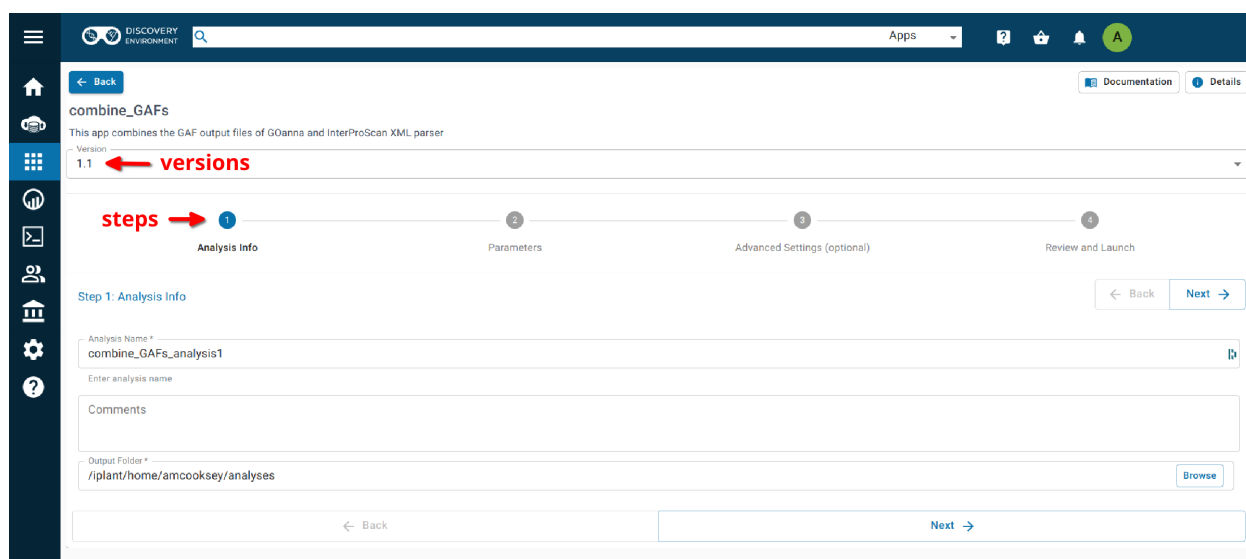 DISCOVERY
ENVIRONMENT
Apps
A
Back
Documentation
Details
combine_GAFs
This app combines the GAF output files of GOanna and InterProScan XML parser
Version
1.1
versions
steps
1
2
3
4
Analysis Info
Parameters
Advanced Settings (optional)
Review and Launch
Step 1: Analysis Info
Back
Next
Analysis Name *
combine_GAFs_analysis1
Enter analysis name
Comments
Output Folder *
/iplant/home/amcooksey/analyses
Browse
Back
Next